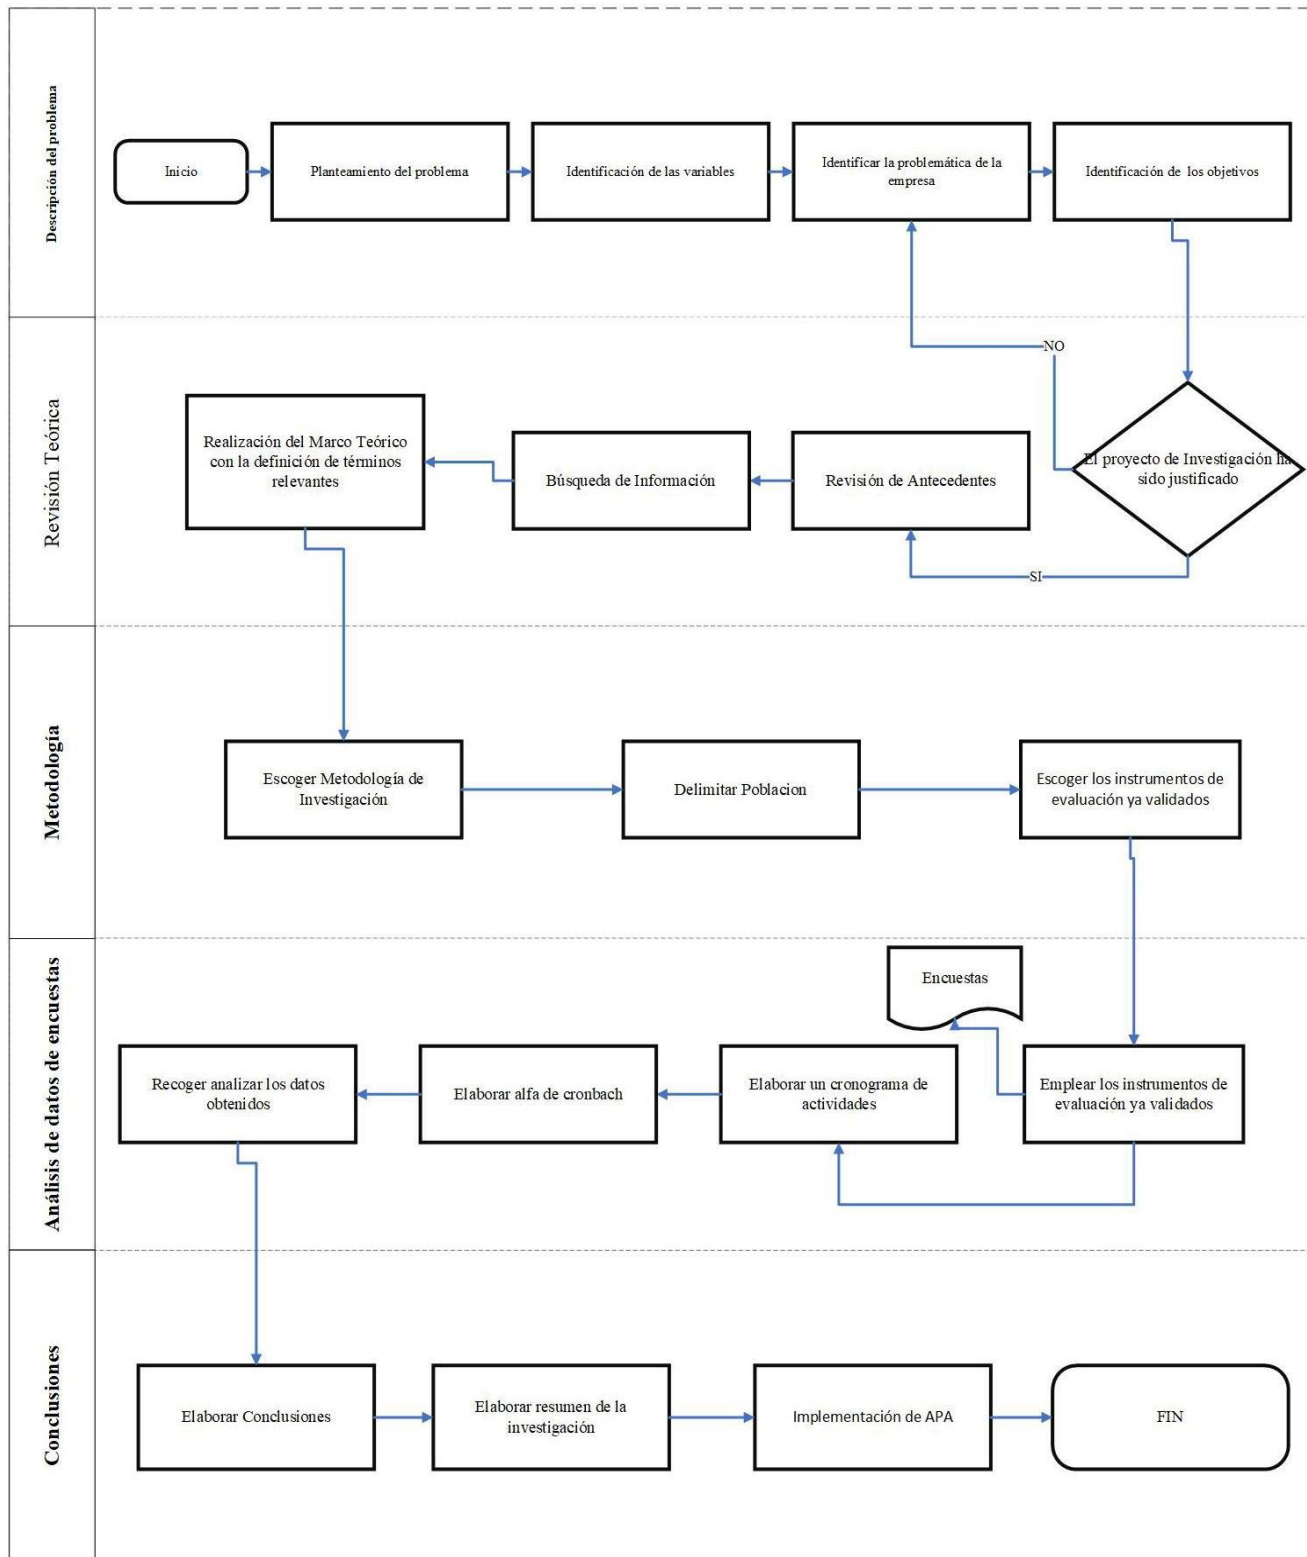 Descripción del problema
Inicio
Planteamiento del problema
Identificación de las variables
Identificar la problemática de la
empresa
Identificación de los objetivos
Revisión Teórica
NO
Realización del Marco Teórico
con la definición de términos
relevantes
Búsqueda de Información
Revisión de Antecedentes
El proyecto de Investigación ha
sido justificado
SI
Metodología
Escoger Metodología de
Investigación
Delimitar Poblacion
Escoger los instrumentos de
evaluación ya validados
Análisis de datos de encuestas
Encuestas
Recoger analizar los datos
obtenidos
Elaborar alfa de cronbach
Elaborar un cronograma de
actividades
Emplear los instrumentos de
evaluación ya validados
Conclusiones
Elaborar Conclusiones
Elaborar resumen de la
investigación
Implementación de APA
FIN